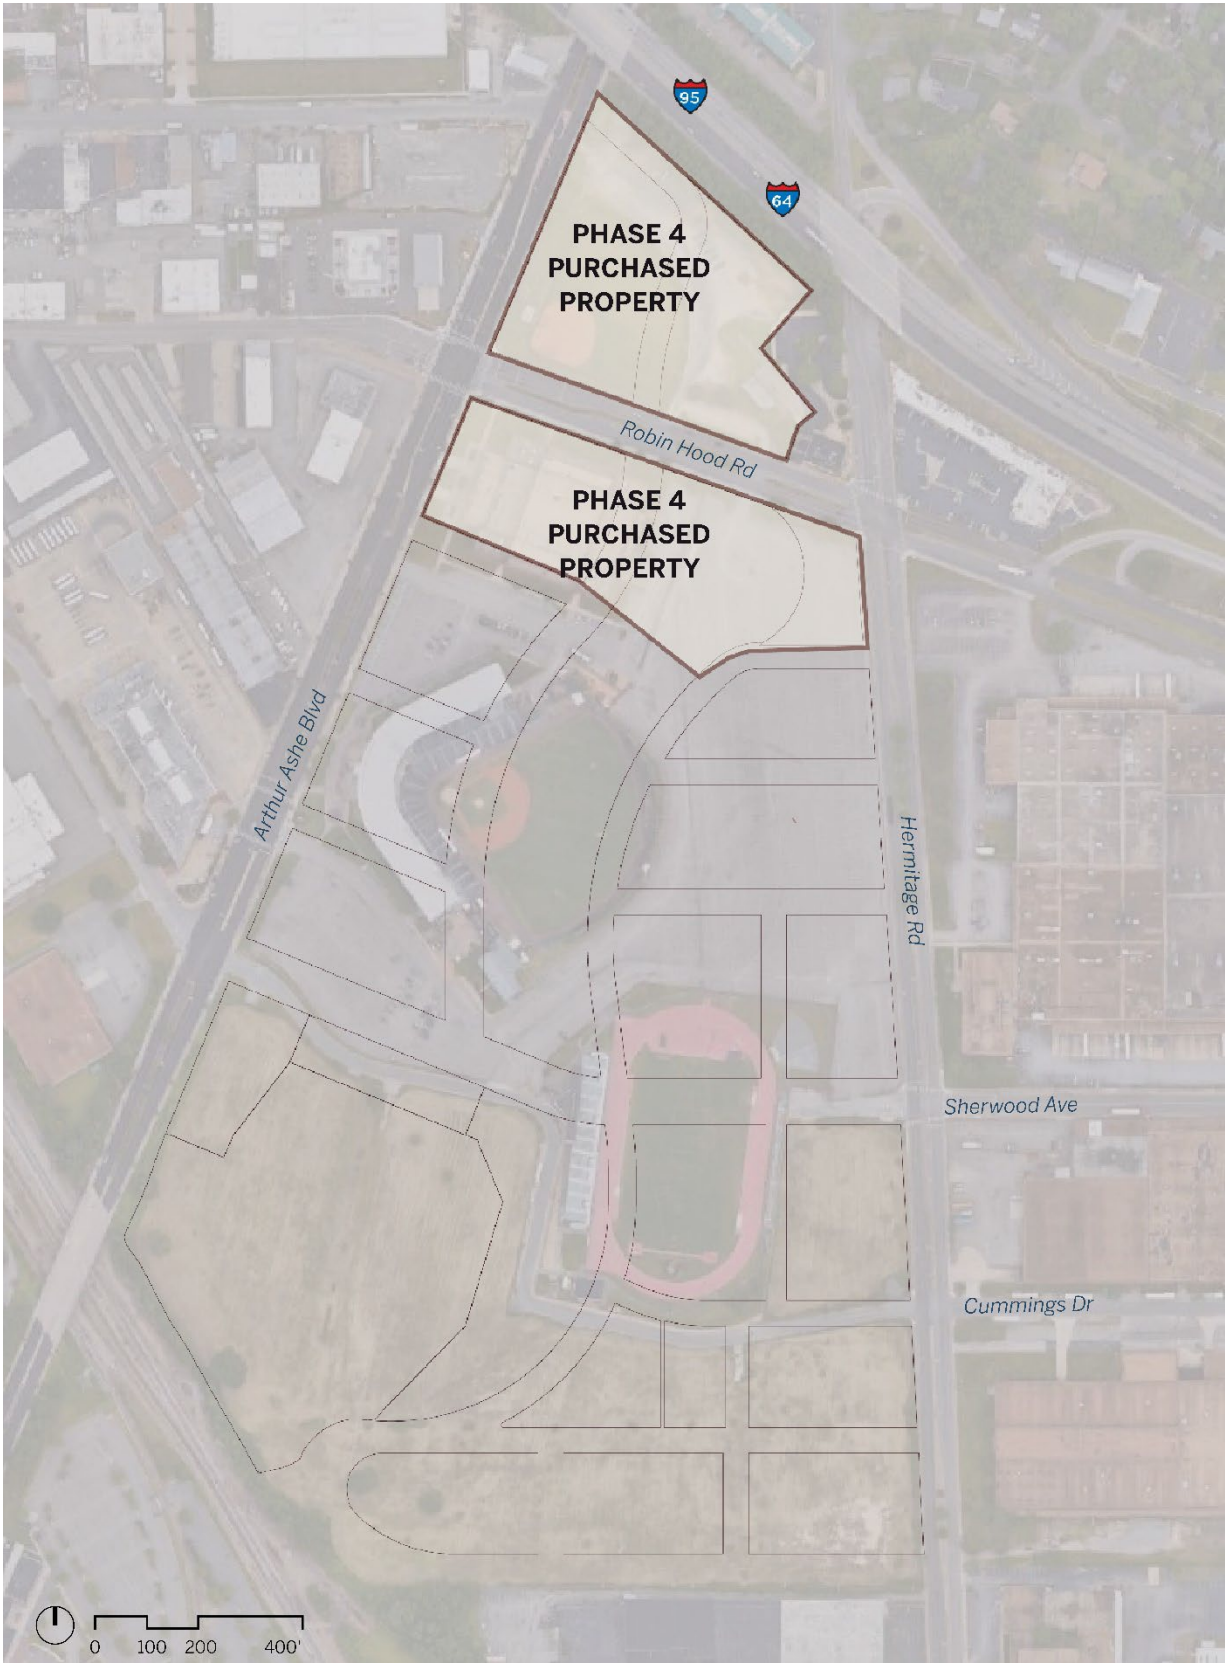 95
64
PHASE 4
PURCHASED
PROPERTY
Robin Hood Rd
PHASE 4
PURCHASED
PROPERTY
Arthur Ashe Blvd
Hermitage Rd
Sherwood Ave
Cummings Dr
0 100 200 400'